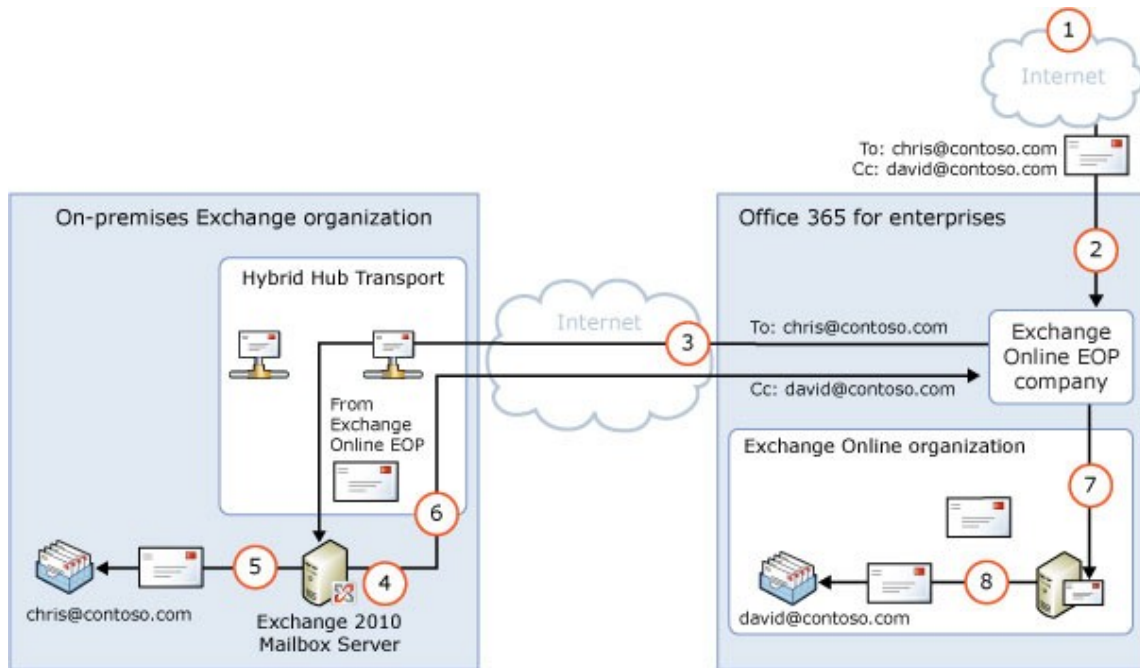 1
Internet
To: chris@contoso.com
Cc: david@contoso.com
On-premises Exchange organization
Office 365 for enterprises
2
Hybrid Hub Transport
Internet
3
To: chris@contoso.com
Exchange
Online EOP
company
Cc: david@contoso.com
From
Exchange
Online EOP
Exchange Online organization
6
7
5
4
8
chris@contoso.com
Exchange 2010
Mailbox Server
david@contoso.com